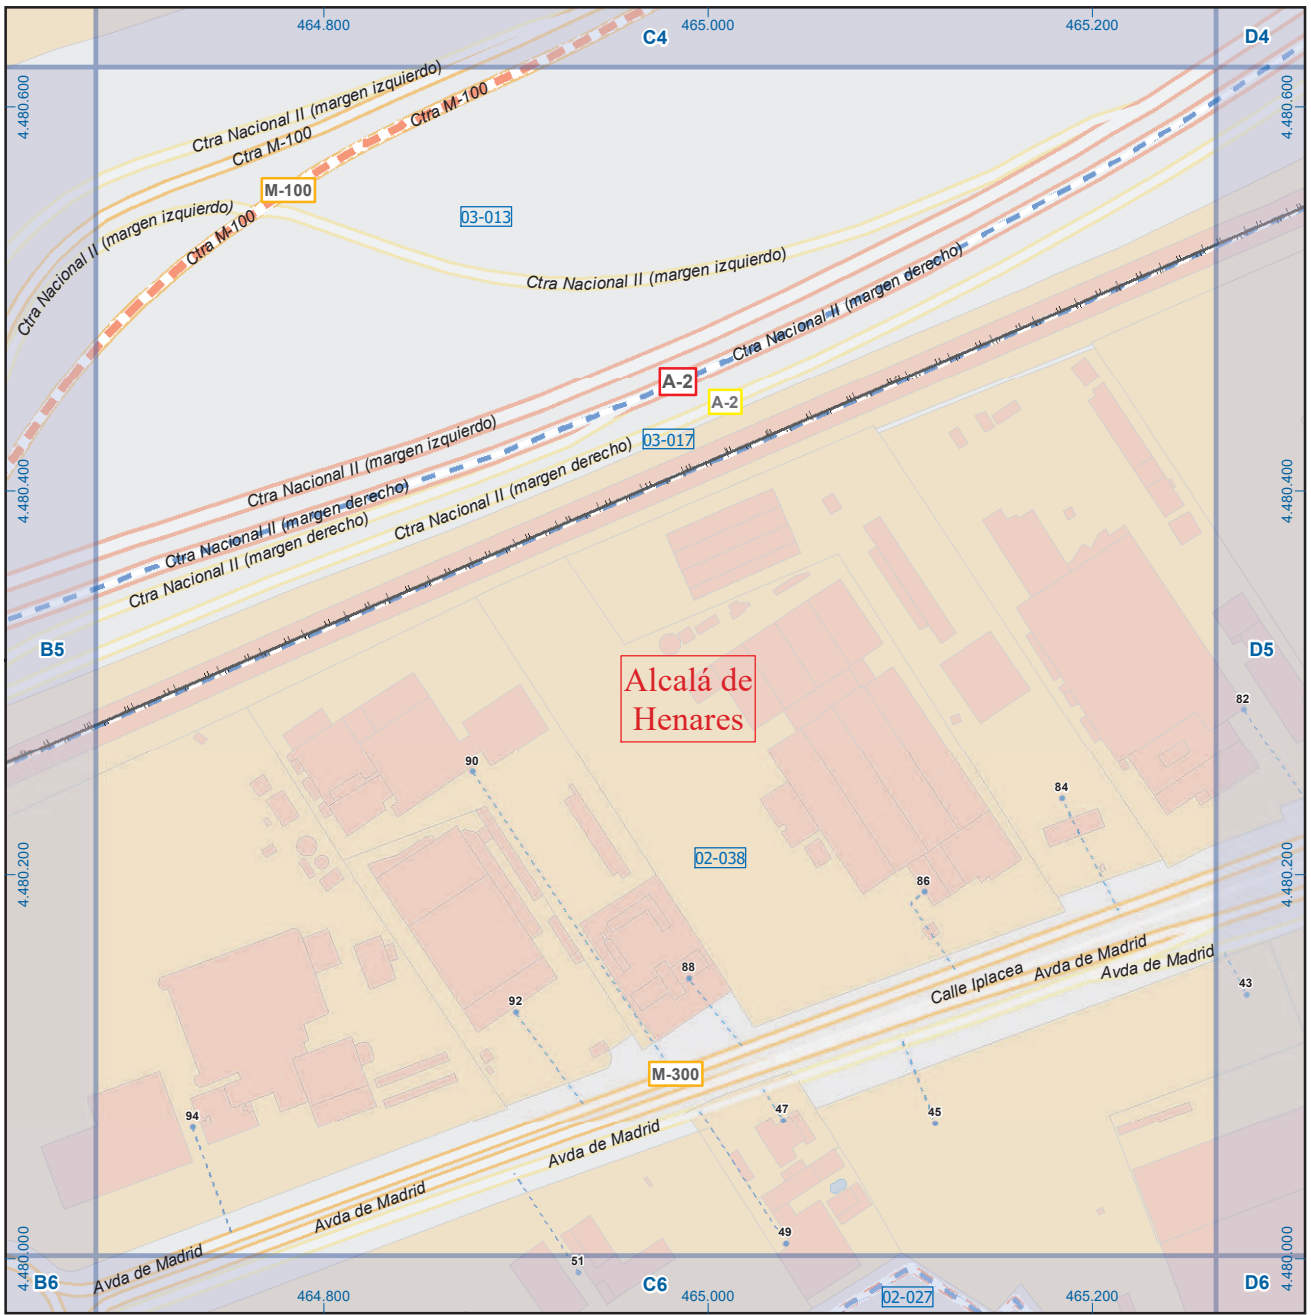 464.800
C4
465.000
465.200
D4
4.480.600
4.480.600
Ctra Nacional II (margen izquierdo)
Ctra M-100
Ctra M-100
M-100
Ctra Nacional II (margen izquierdo)
Ctra M-100
03-013
Ctra Nacional II (margen izquierdo)
Ctra Nacional II (margen derecho)
A-2
A-2
03-017
Ctra Nacional II (margen izquierdo)
Ctra Nacional II (margen derecho)
4.480.400
4.480.400
Ctra Nacional II (margen derecho)
Ctra Nacional II (margen derecho)
B5
D5
Alcalá de
Henares
82
90
84
02-038
86
4.480.200
4.480.200
88
92
Calle Iplacea
Avda de Madrid
Avda de Madrid
43
M-300
94
47
45
Avda de Madrid
Avda de Madrid
49
51
Avda de Madrid
4.480.000
4.480.000
B6
C6
D6
464.800
465.000
02-027
465.200